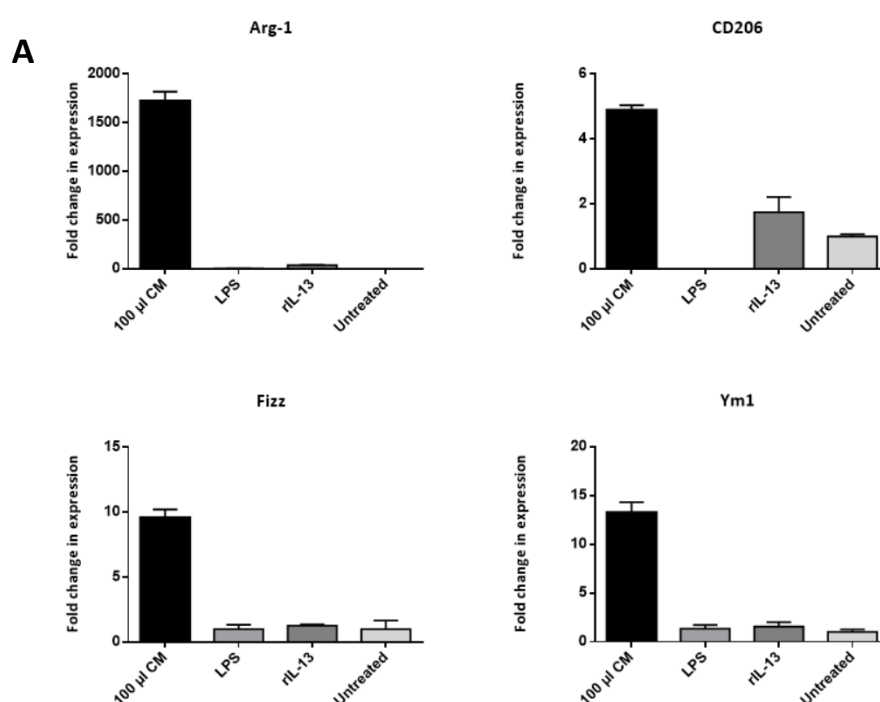 A
Arg-1
Fold change in expression
2000
1500
1000
500
0
100 µl CM
LPS
rIL-13
Untreated
CD206
Fold change in expression
6
4
2
0
100 µl CM
LPS
rIL-13
Untreated
Fizz
Fold change in expression
15
10
5
0
100 µl CM
LPS
rIL-13
Untreated
Ym1
Fold change in expression
20
15
10
5
0
100 µl CM
LPS
rIL-13
Untreated